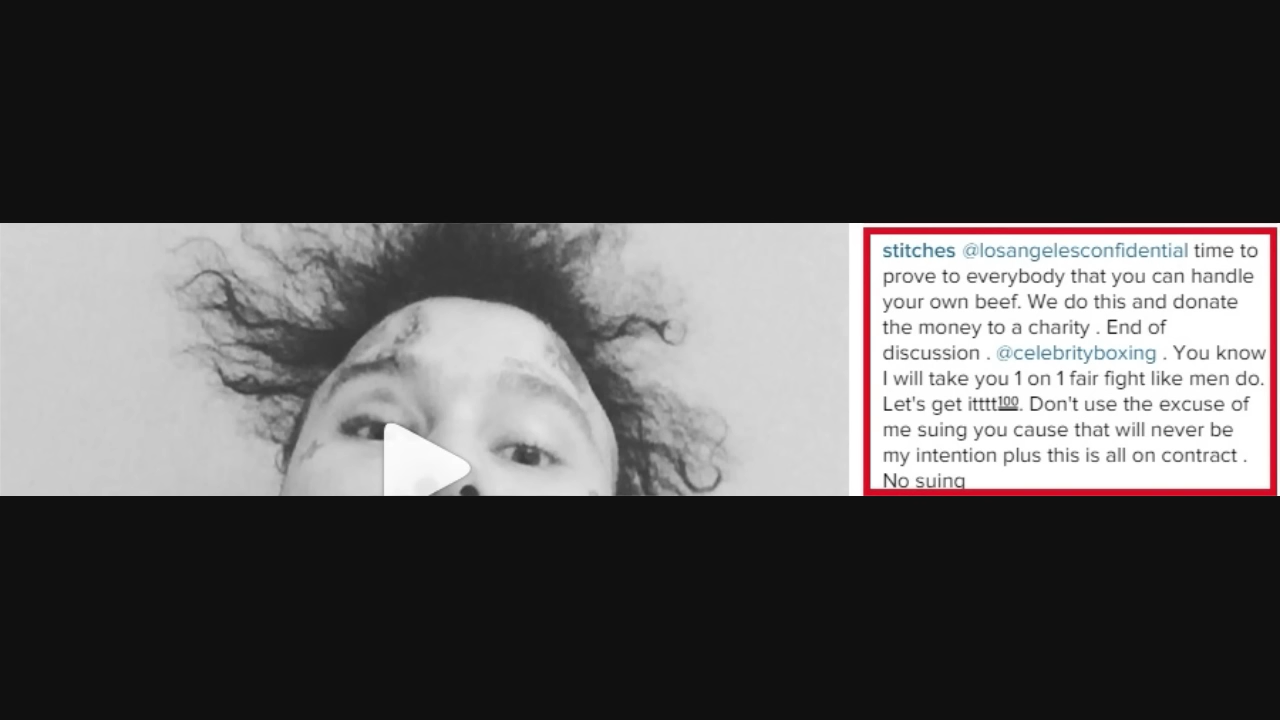 stitches @losangelesconfidential time to
prove to everybody that you can handle
your own beef. We do this and donate
the money to a charity . End of
discussion . @celebrityboxing . You know
I will take you 1 on 1 fair fight like men do.
Let's get itttt💯. Don't use the excuse of
me suing you cause that will never be
my intention plus this is all on contract .
No suing